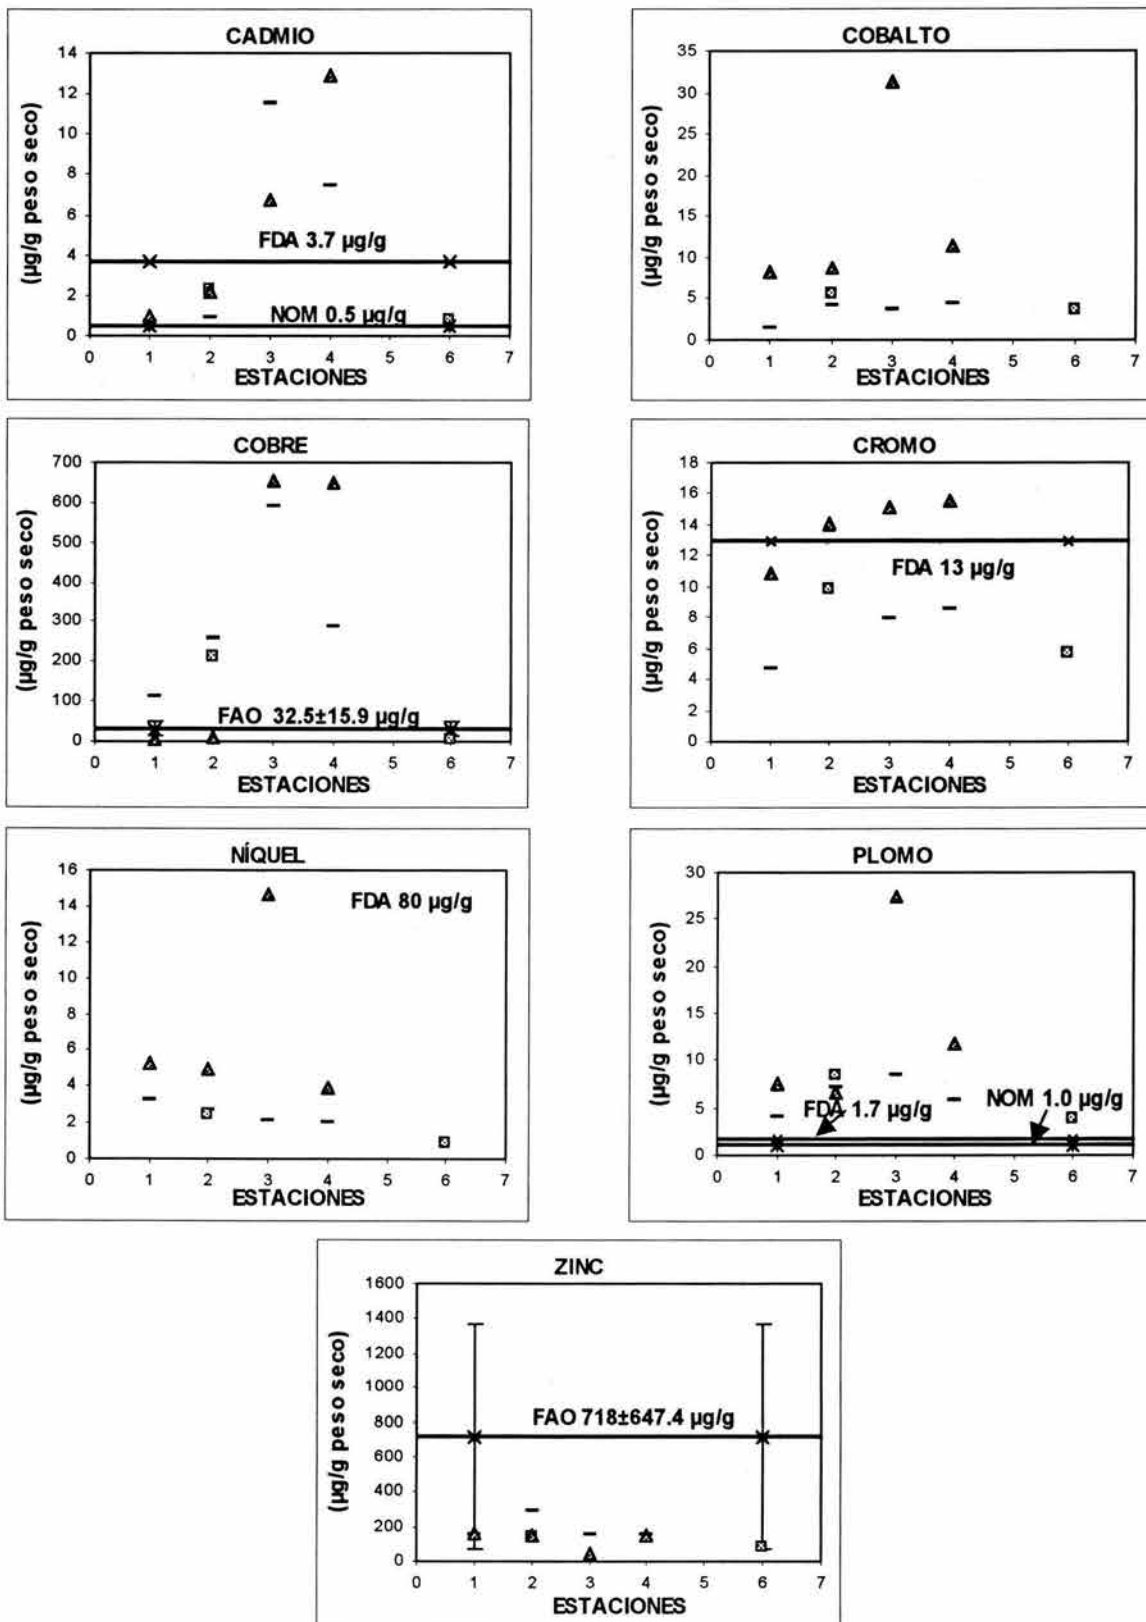 CADMIO
(µg/g peso seco)
14
12
10
8
6
4
2
0
FDA 3.7 µg/g
NOM 0.5 µg/g
0 1 2 3 4 5 6 7
ESTACIONES
COBALTO
(µg/g peso seco)
35
30
25
20
15
10
5
0
0 1 2 3 4 5 6 7
ESTACIONES
COBRE
(µg/g peso seco)
700
600
500
400
300
200
100
0
FAO 32.5±15.9 µg/g
0 1 2 3 4 5 6 7
ESTACIONES
CROMO
(µg/g peso seco)
18
16
14
12
10
8
6
4
2
0
FDA 13 µg/g
0 1 2 3 4 5 6 7
ESTACIONES
NÍQUEL
(µg/g peso seco)
16
14
12
10
8
6
4
2
0
FDA 80 µg/g
0 1 2 3 4 5 6 7
ESTACIONES
PLOMO
(µg/g peso seco)
30
25
20
15
10
5
0
FDA 1.7 µg/g
NOM 1.0 µg/g
0 1 2 3 4 5 6 7
ESTACIONES
ZINC
(µg/g peso seco)
1600
1400
1200
1000
800
600
400
200
0
FAO 718±647.4 µg/g
0 1 2 3 4 5 6 7
ESTACIONES